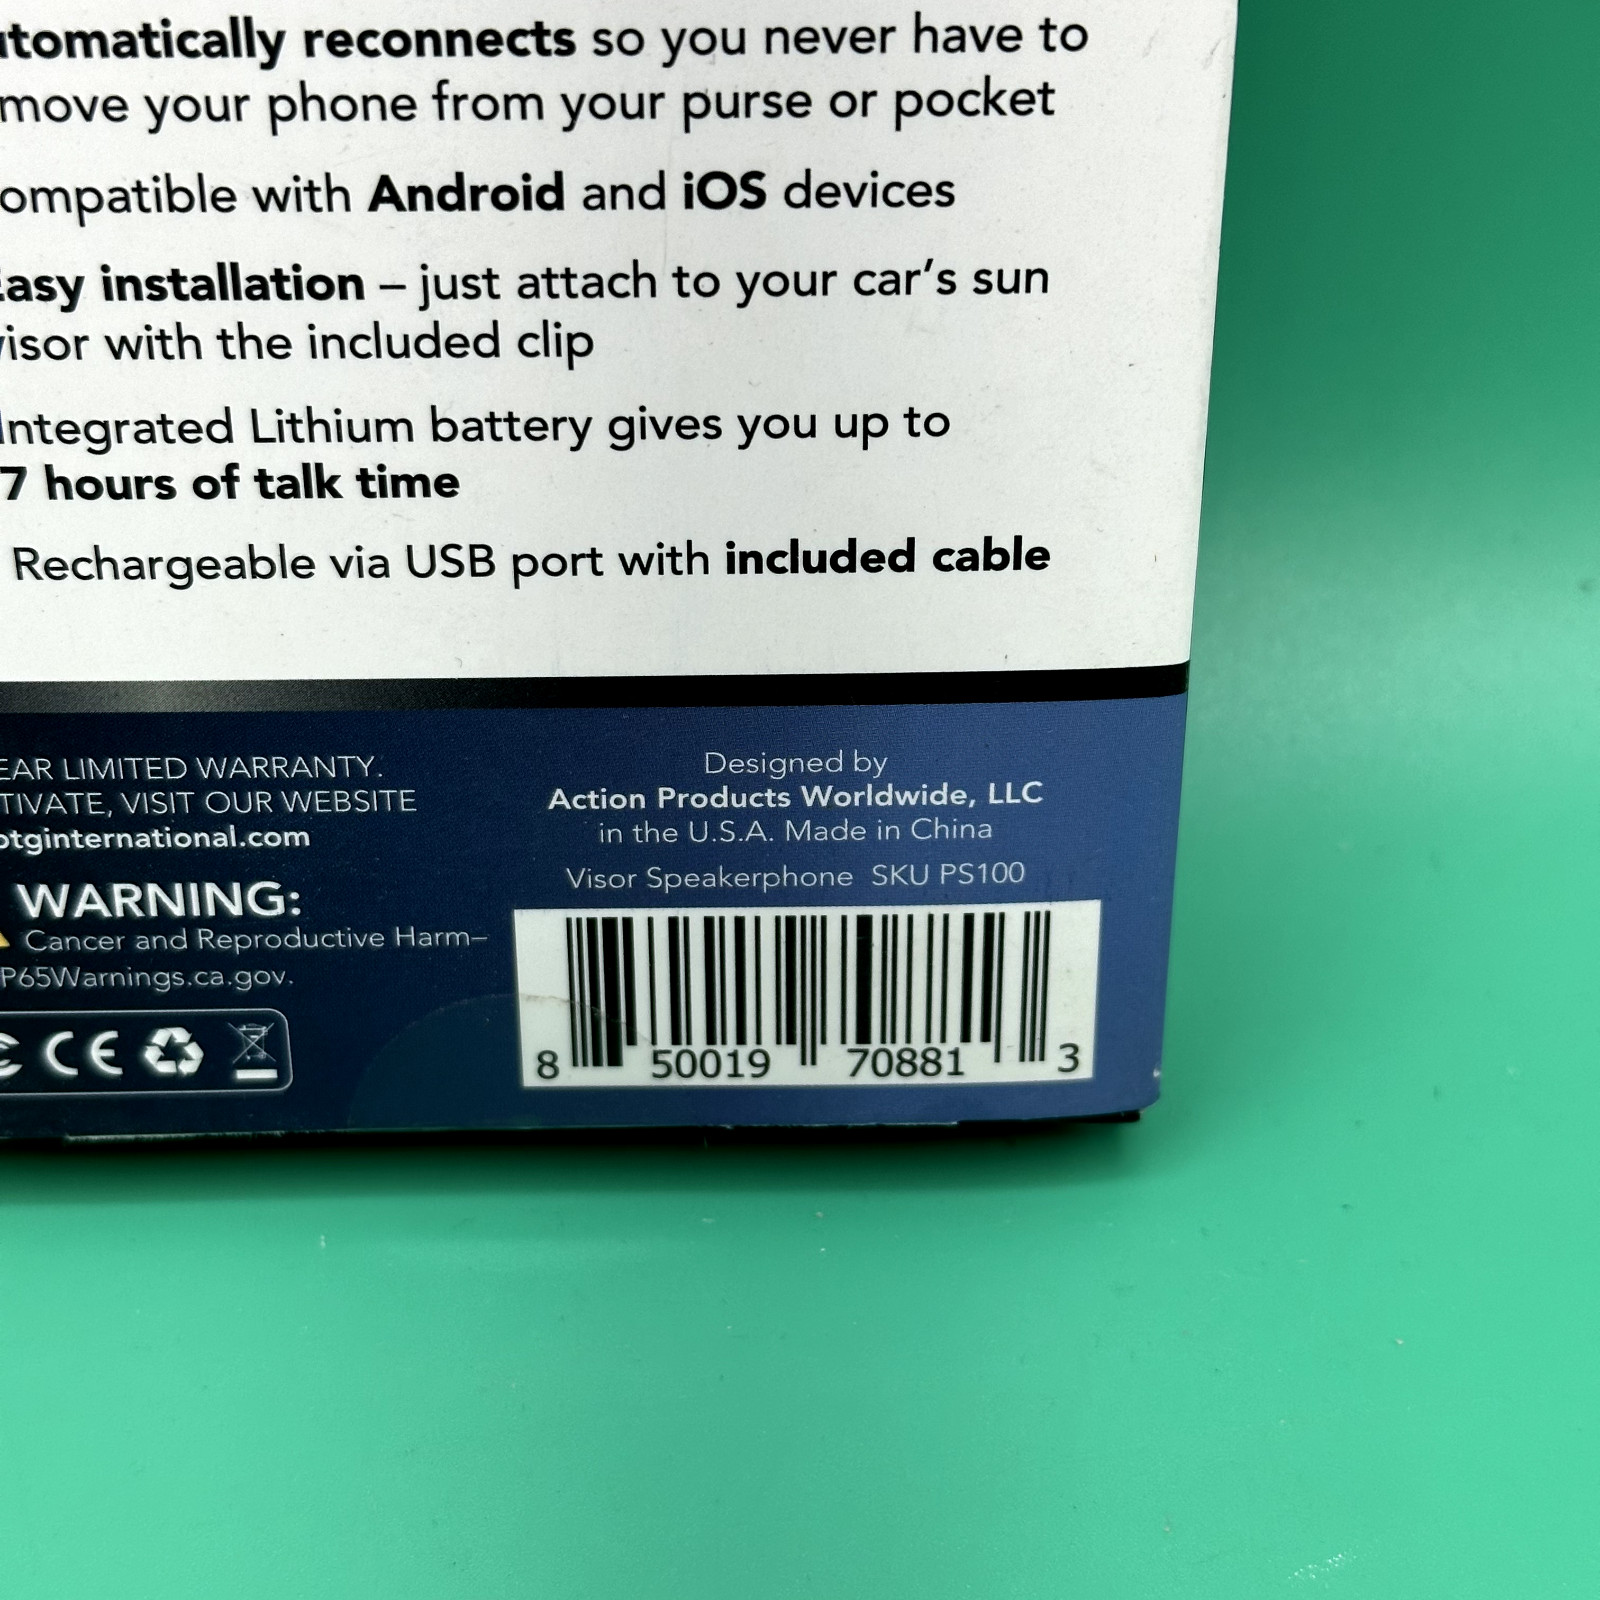 utomatically reconnects so you never have to
move your phone from your purse or pocket
ompatible with Android and iOS devices
Easy installation – just attach to your car's sun
visor with the included clip
Integrated Lithium battery gives you up to
7 hours of talk time
Rechargeable via USB port with included cable
EAR LIMITED WARRANTY.
TIVATE, VISIT OUR WEBSITE
otginternational.com
WARNING:
Cancer and Reproductive Harm–
P65Warnings.ca.gov.
CE
Designed by
Action Products Worldwide, LLC
in the U.S.A. Made in China
Visor Speakerphone SKU PS100
8 50019 70881 3